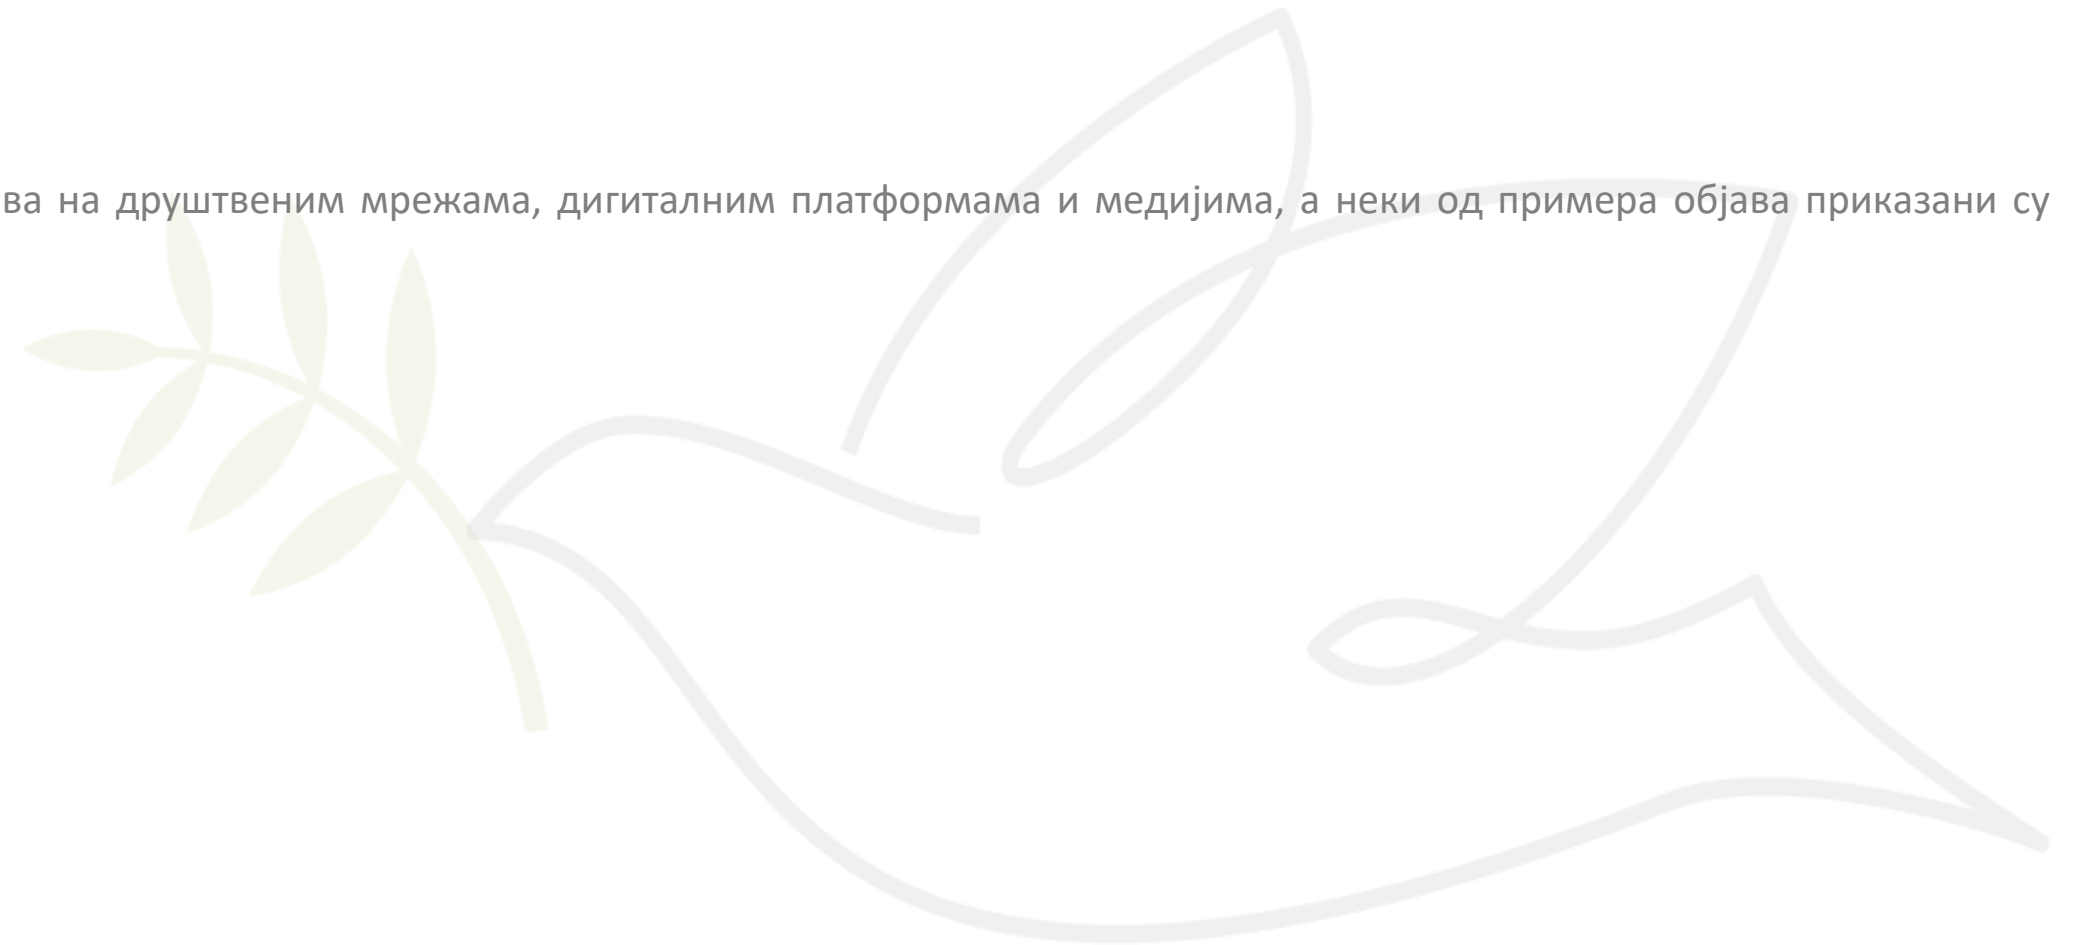 ва на друштвеним мрежама, дигиталним платформама и медијима, а неки од примера објава приказани су